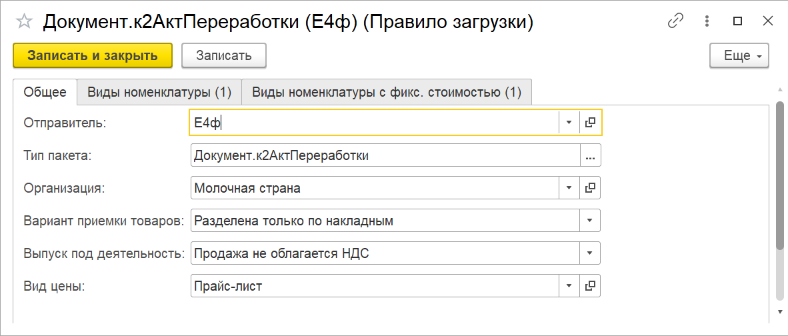 Документ.к2АктПереработки (Е4ф) (Правило загрузки)
Записать и закрыть Записать Еще
Общее Виды номенклатуры (1) Виды номенклатуры с фикс. стоимостью (1)
Отправитель: Е4ф
Тип пакета: Документ.к2АктПереработки ...
Организация: Молочная страна
Вариант приемки товаров: Разделена только по накладным
Выпуск под деятельность: Продажа не облагается НДС
Вид цены: Прайс-лист